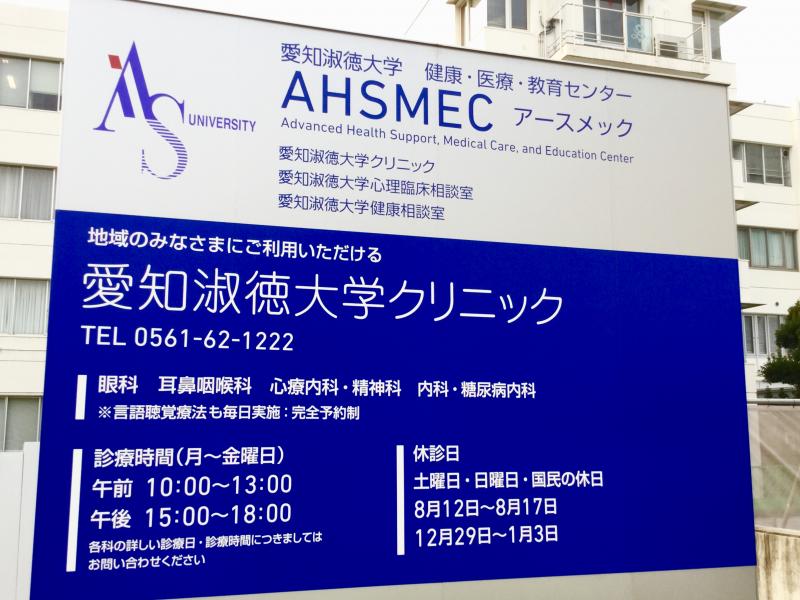 AS
UNIVERSITY
愛知淑徳大学 健康・医療・教育センター
AHSMEC アースメック
Advanced Health Support, Medical Care, and Education Center
愛知淑徳大学クリニック
愛知淑徳大学心理臨床相談室
愛知淑徳大学健康相談室
地域のみなさまにご利用いただける
愛知淑徳大学クリニック
TEL 0561-62-1222
眼科 耳鼻咽喉科 心療内科・精神科 内科・糖尿病内科
※言語聴覚療法も毎日実施：完全予約制
診療時間（月～金曜日）
午前 10:00～13:00
午後 15:00～18:00
各科の詳しい診療日・診療時間につきましては
お問い合わせください
休診日
土曜日・日曜日・国民の休日
8月12日～8月17日
12月29日～1月3日